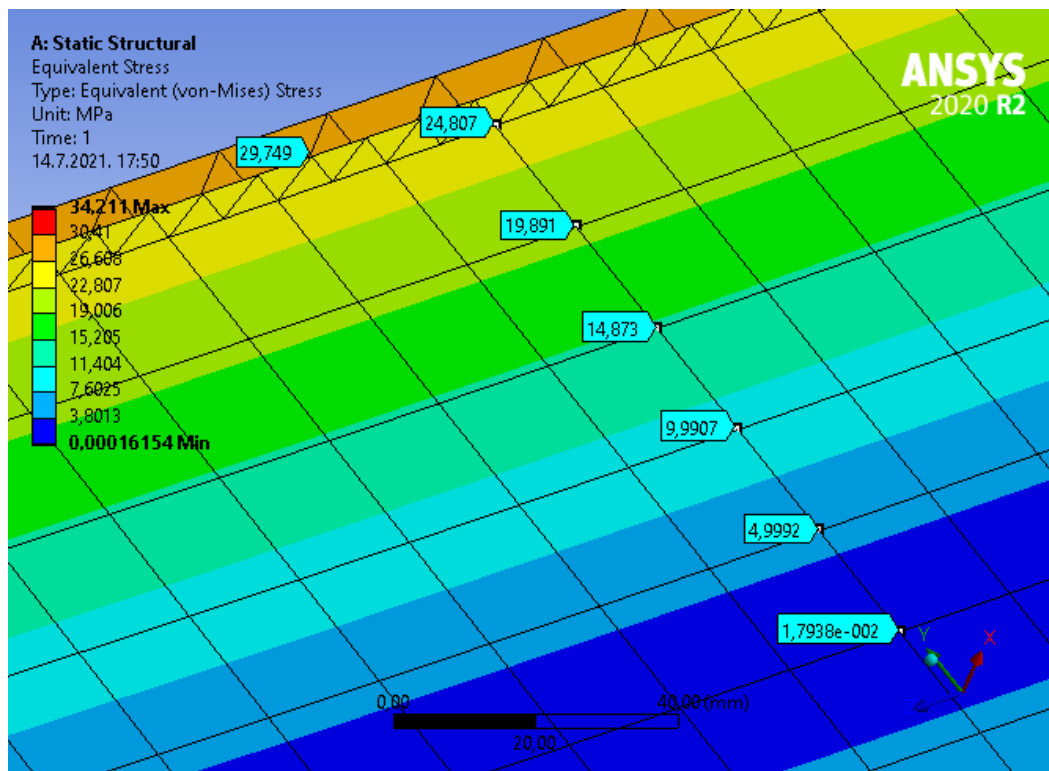 A: Static Structural
Equivalent Stress
Type: Equivalent (von-Mises) Stress
Unit: MPa
Time: 1
14.7.2021. 17:50
ANSYS
2020 R2
24,807
29,749
34,211 Max
30,41
26,608
22,807
19,006
15,205
11,404
7,6025
3,8013
0,00016154 Min
19,891
14,873
9,9907
4,9992
1,7938e-002
Y
X
0,00
40,00 (mm)
20,00